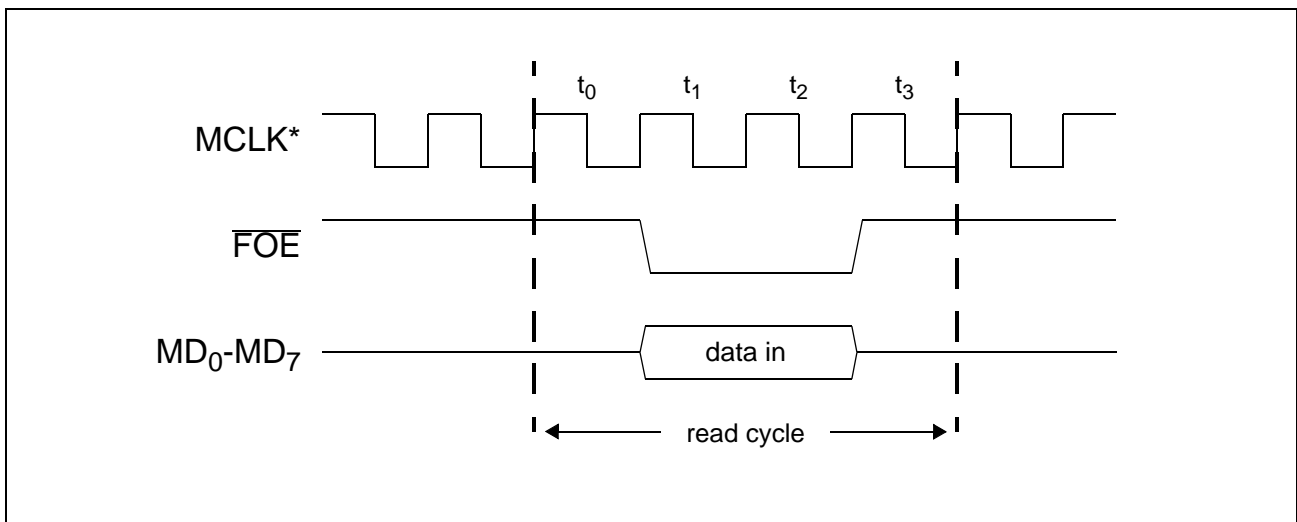 t0 t1 t2 t3
MCLK*
FOE
MD0-MD7 data in
read cycle